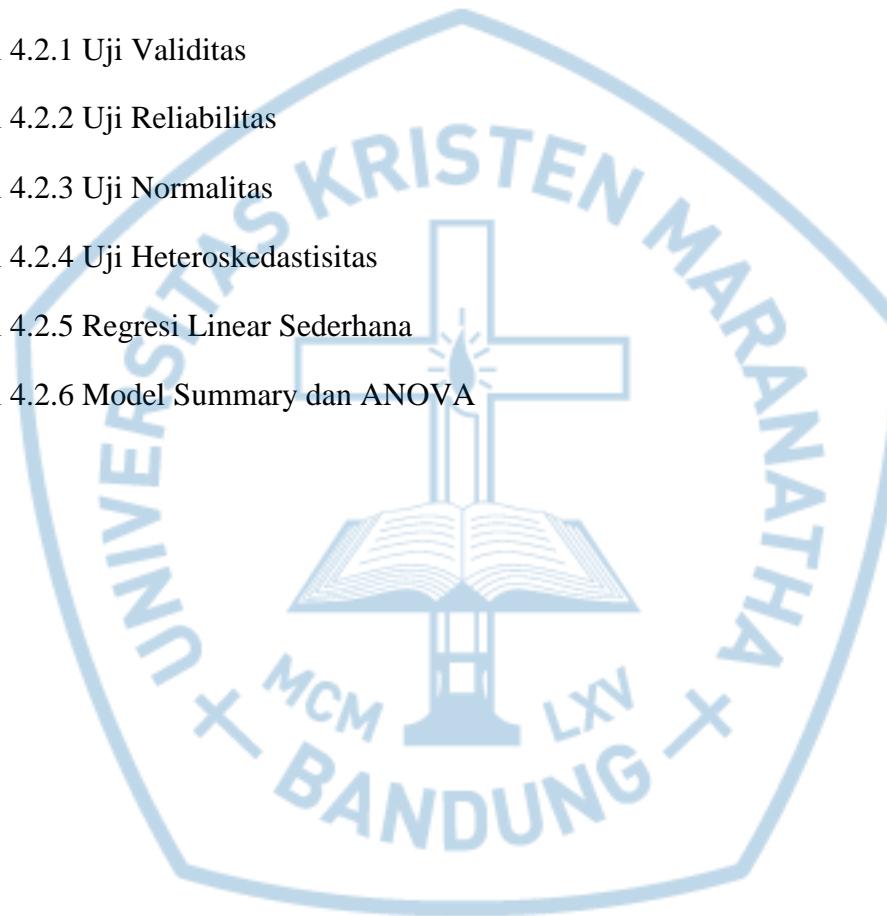 4.2.1 Uji Validitas
4.2.2 Uji Reliabilitas
4.2.3 Uji Normalitas
4.2.4 Uji Heteroskedastisitas
4.2.5 Regresi Linear Sederhana
4.2.6 Model Summary dan ANOVA
UNIVERSITAS KRISTEN MARANATHA
MCM LXV
BANDUNG